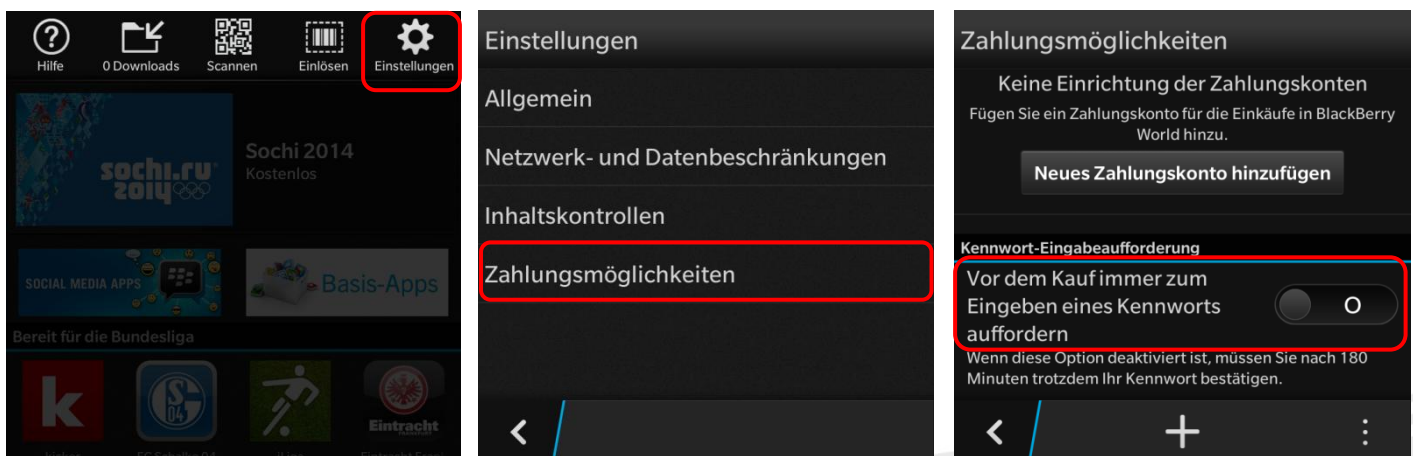 Hilfe
0 Downloads
Scannen
Einlösen
Einstellungen
sochi.ru
2014
Sochi 2014
Kostenlos
SOCIAL MEDIA APPS
Basis-Apps
Bereit für die Bundesliga
k
S
04
Eintracht
FRANKFURT
Einstellungen
Allgemein
Netzwerk- und Datenbeschränkungen
Inhaltskontrollen
Zahlungsmöglichkeiten
Zahlungsmöglichkeiten
Keine Einrichtung der Zahlungskonten
Fügen Sie ein Zahlungskonto für die Einkäufe in BlackBerry
World hinzu.
Neues Zahlungskonto hinzufügen
Kennwort-Eingabeaufforderung
Vor dem Kauf immer zum
Eingeben eines Kennworts
auffordern
O
Wenn diese Option deaktiviert ist, müssen Sie nach 180
Minuten trotzdem Ihr Kennwort bestätigen.